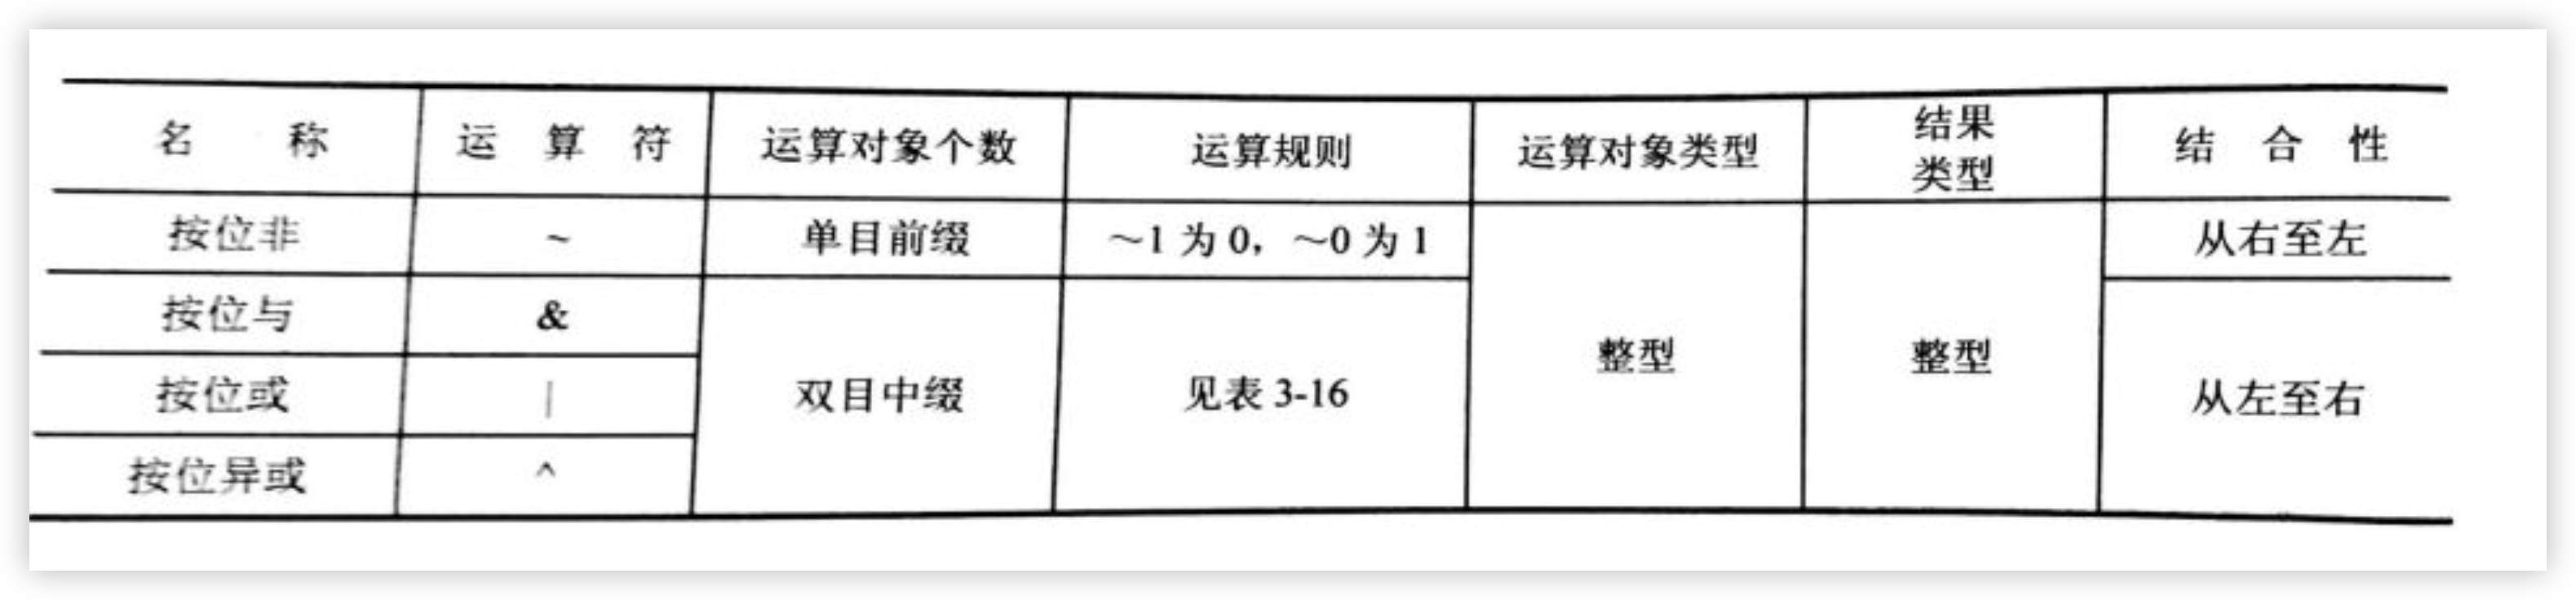 名 称 运 算 符 运算对象个数 运算规则 运算对象类型 结果类型 结 合 性
按位非 ~ 单目前缀 ~1 为 0，~0 为 1 整型 整型 从右至左
按位与 & 双目中缀 见表 3-16 从左至右
按位或 |
按位异或 ^